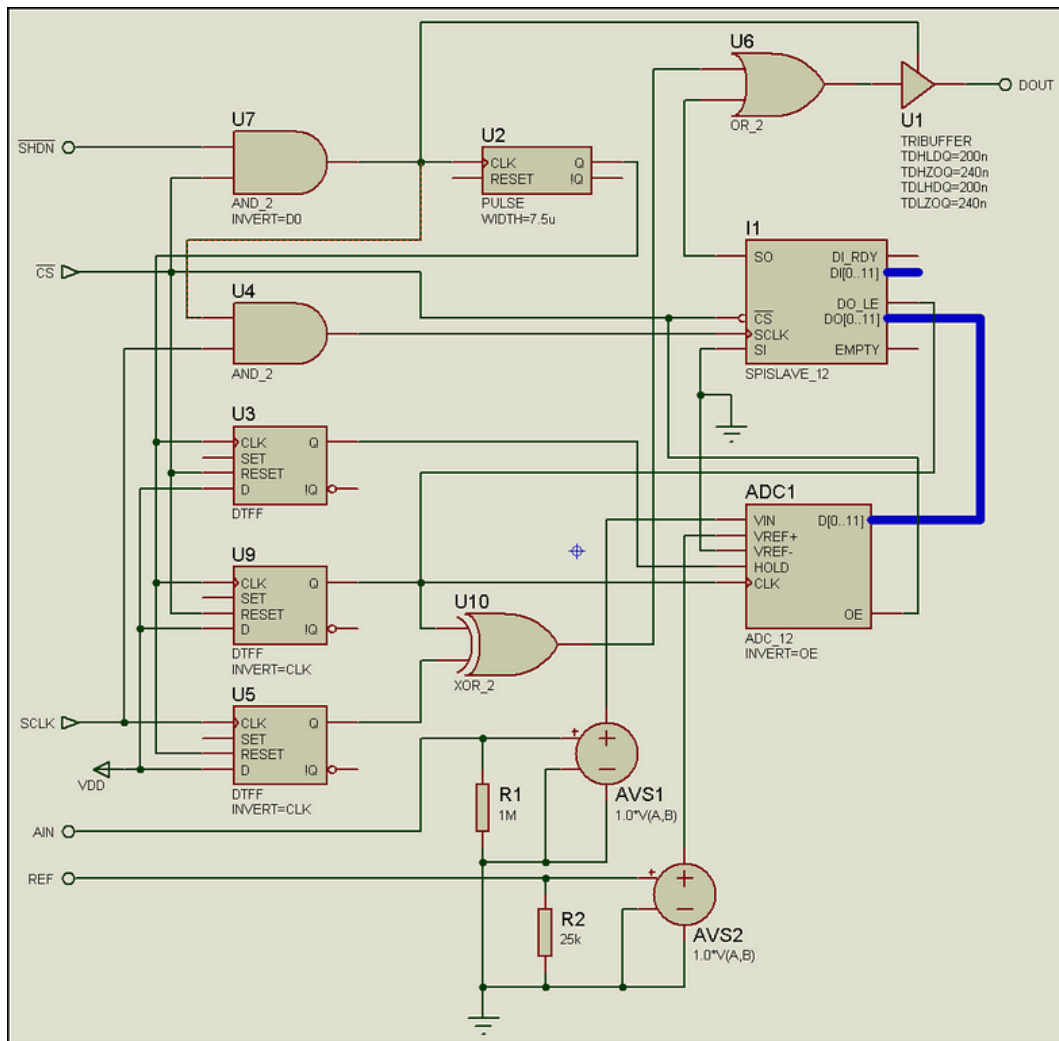 U6
OR_2
DOUT
U1
TRIBUFFER
TDHLDQ=200n
TDHZOQ=240n
TDLHDQ=200n
TDLZOQ=240n
U7
SHDN
AND_2
INVERT=D0
U2
CLK Q
RESET !Q
PULSE
WIDTH=7.5u
CS
I1
SO DI_RDY
DI[0..11]
DO_LE
CS DO[0..11]
SCLK
SI EMPTY
SPISLAVE_12
U4
AND_2
U3
CLK Q
SET
RESET
D !Q
DTFF
ADC1
VIN D[0..11]
VREF+
VREF-
HOLD
CLK
OE
ADC_12
INVERT=OE
U9
CLK Q
SET
RESET
D !Q
DTFF
INVERT=CLK
U10
XOR_2
U5
SCLK
CLK Q
SET
RESET
D !Q
DTFF
INVERT=CLK
VDD
AIN
R1
1M
+
+
−
AVS1
1.0*V(A,B)
REF
R2
25k
+
+
−
AVS2
1.0*V(A,B)